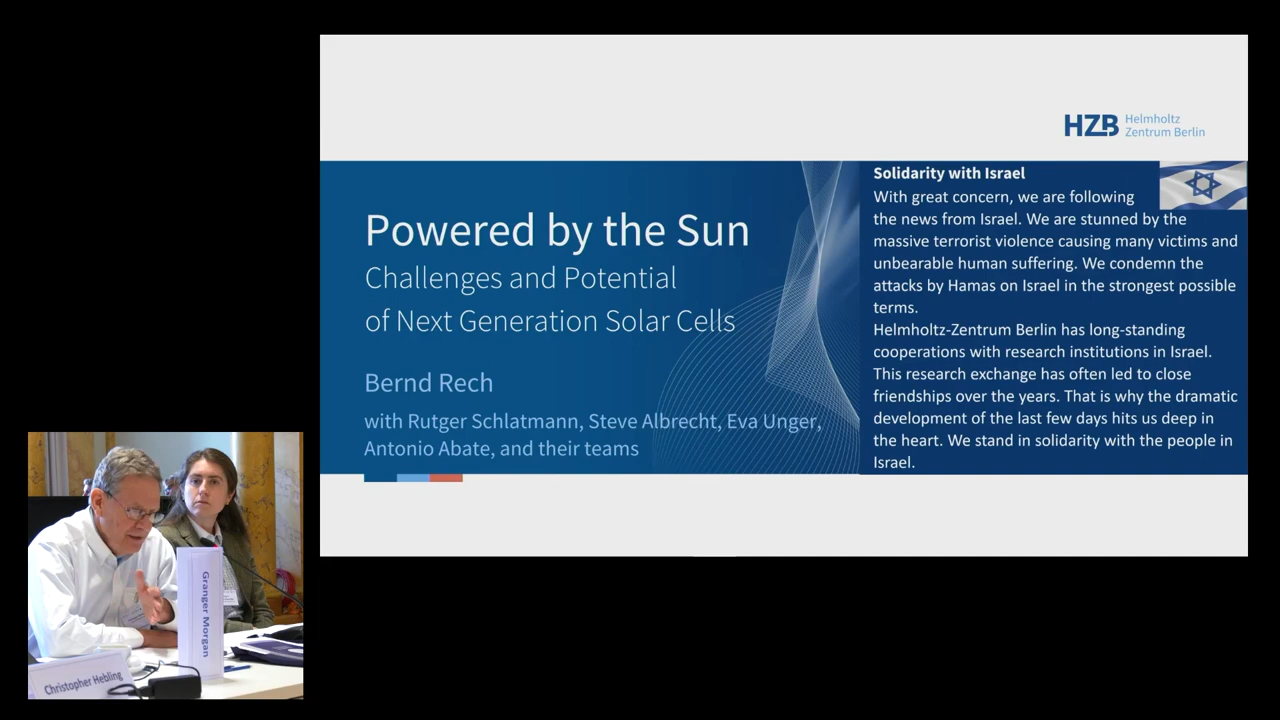 HZB Helmholtz
Zentrum Berlin
Powered by the Sun
Challenges and Potential
of Next Generation Solar Cells
Bernd Rech
with Rutger Schlatmann, Steve Albrecht, Eva Unger,
Antonio Abate, and their teams
Solidarity with Israel
With great concern, we are following
the news from Israel. We are stunned by the
massive terrorist violence causing many victims and
unbearable human suffering. We condemn the
attacks by Hamas on Israel in the strongest possible
terms.
Helmholtz-Zentrum Berlin has long-standing
cooperations with research institutions in Israel.
This research exchange has often led to close
friendships over the years. That is why the dramatic
development of the last few days hits us deep in
the heart. We stand in solidarity with the people in
Israel.
Granger Morgan
Christopher Hebling